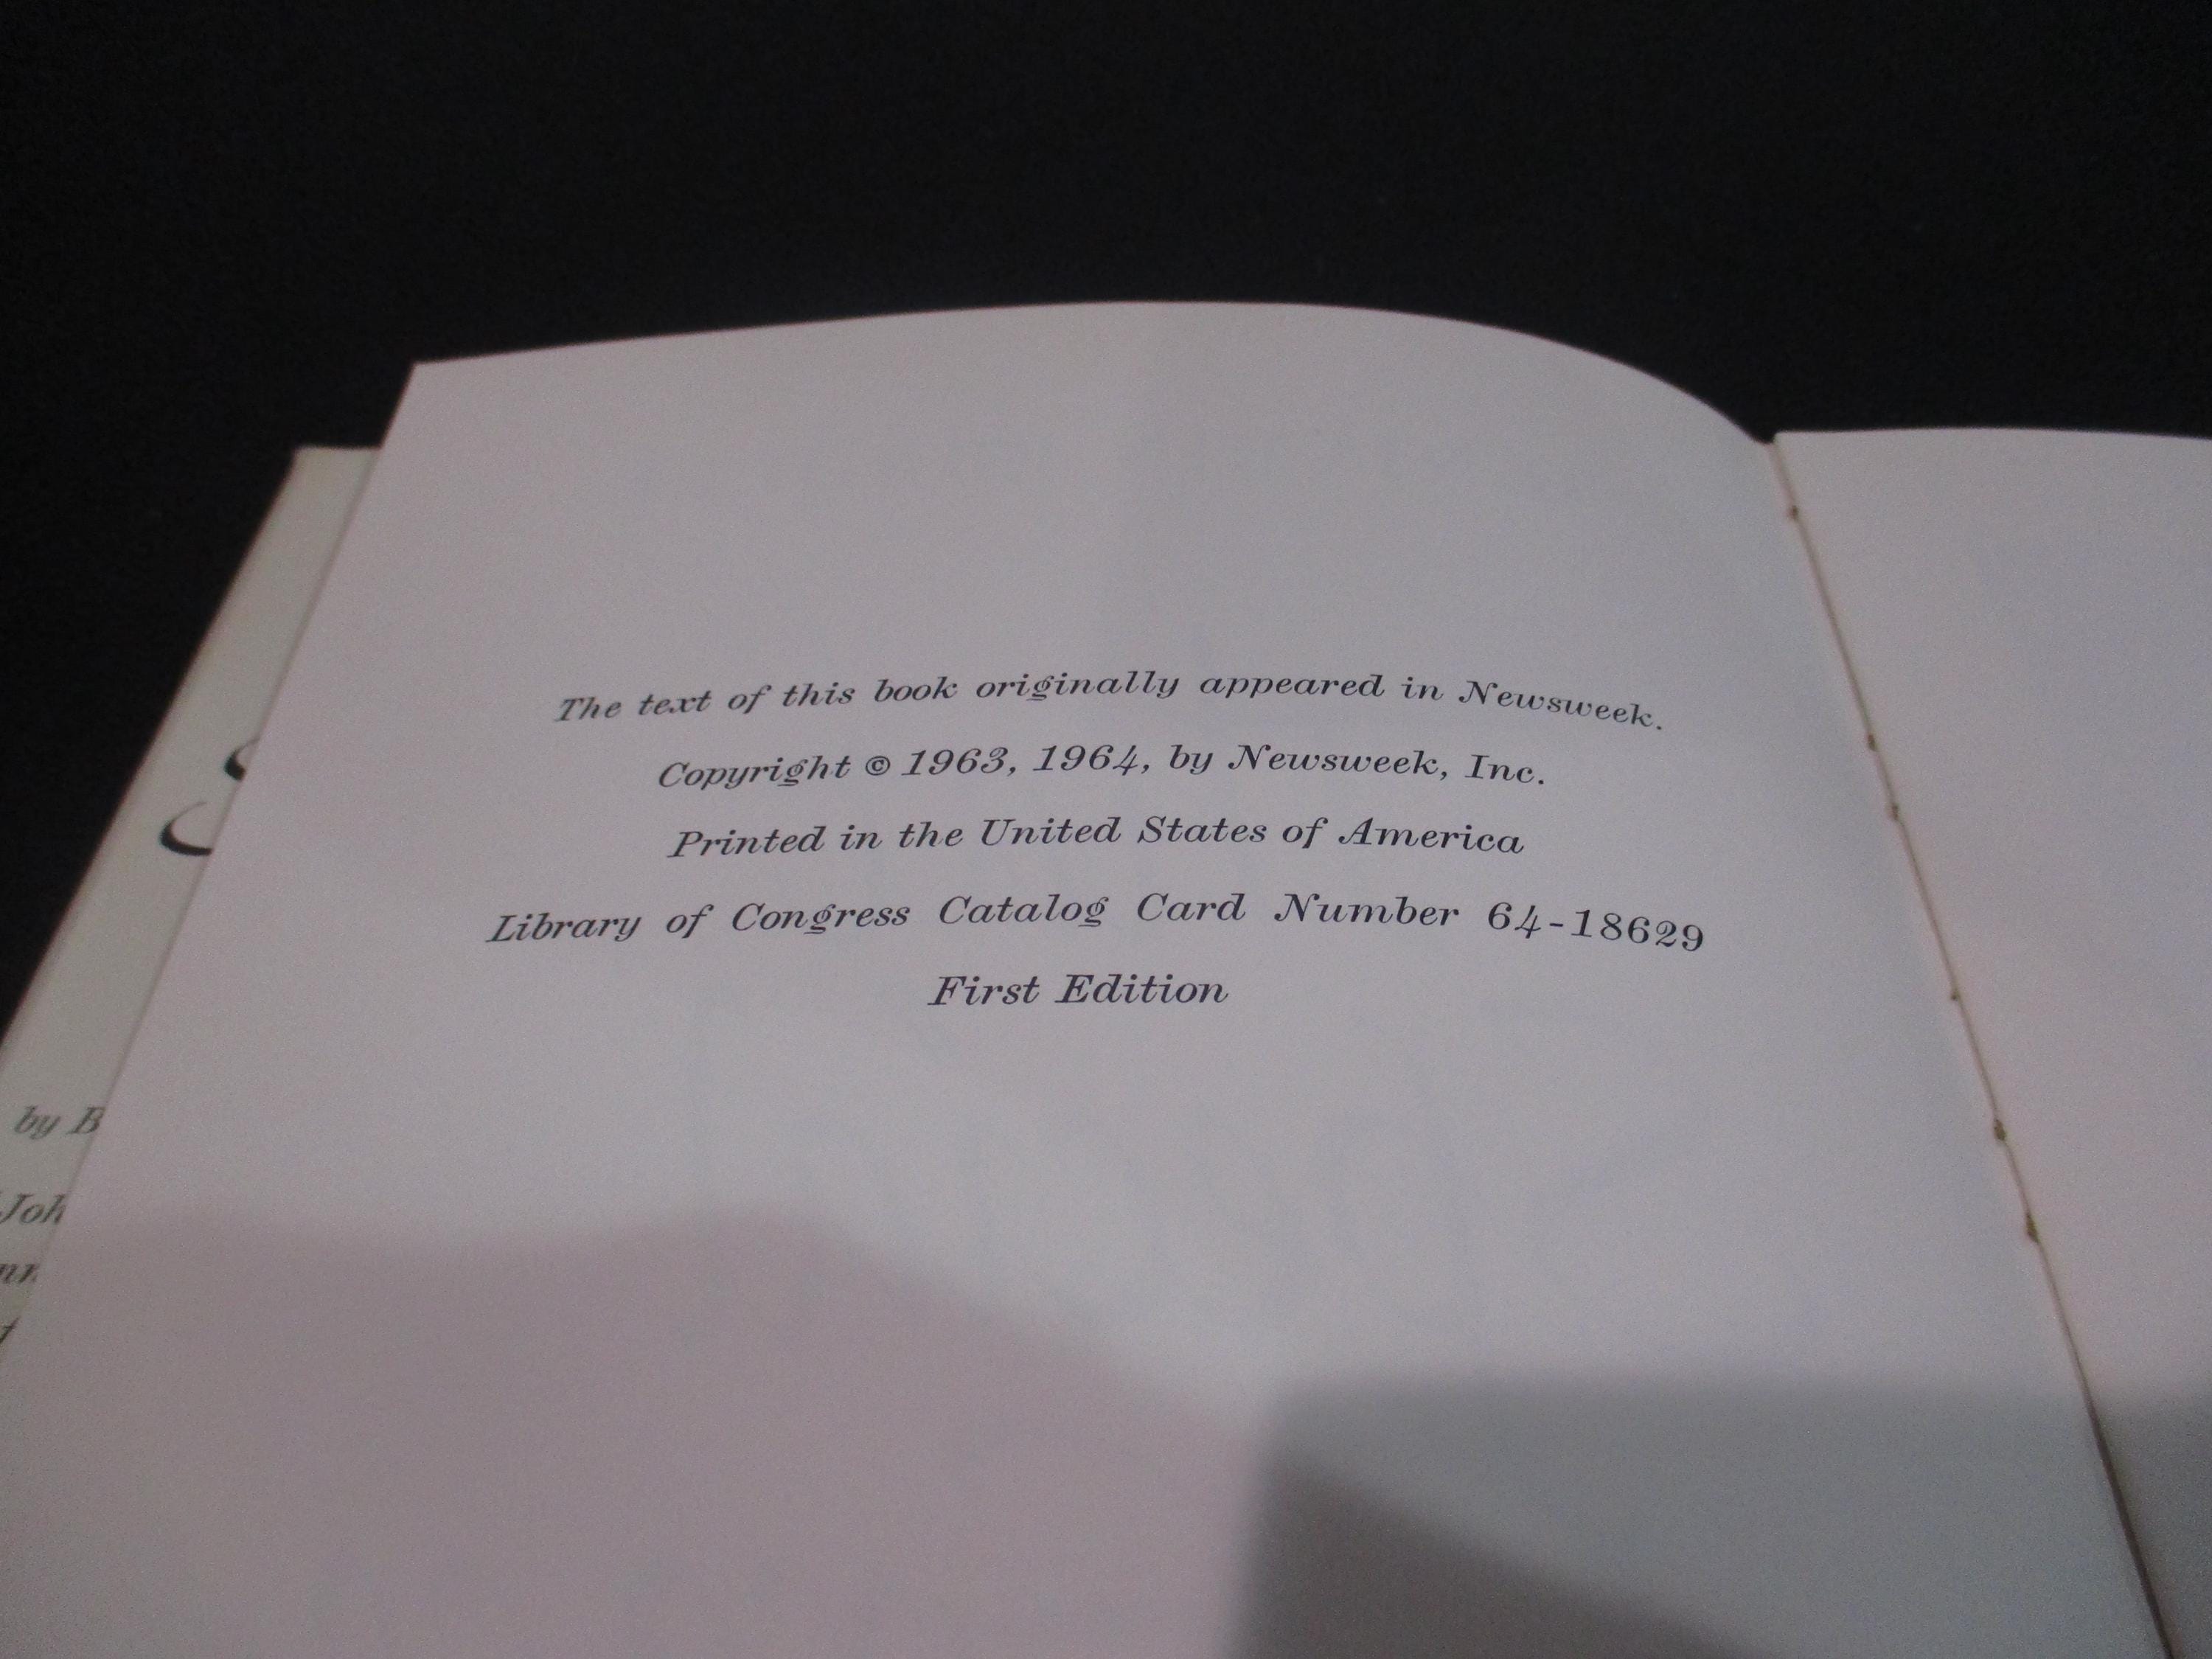 The text of this book originally appeared in Newsweek.
Copyright © 1963, 1964, by Newsweek, Inc.
Printed in the United States of America
Library of Congress Catalog Card Number 64-18629
First Edition
by B
Joh